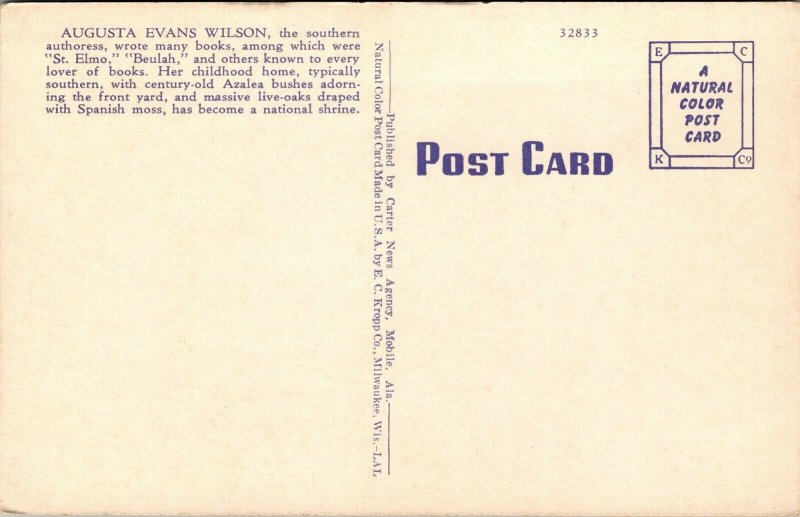 AUGUSTA EVANS WILSON, the southern
authoress, wrote many books, among which were
"St. Elmo," "Beulah," and others known to every
lover of books. Her childhood home, typically
southern, with century-old Azalea bushes adorn-
ing the front yard, and massive live-oaks draped
with Spanish moss, has become a national shrine.
Published by Carter News Agency, Mobile, Ala.
Natural Color Post Card Made in U.S.A. by E. C. Kropp Co., Milwaukee, Wis.-LAL
32833
POST CARD
E C
A
NATURAL
COLOR
POST
CARD
K Co